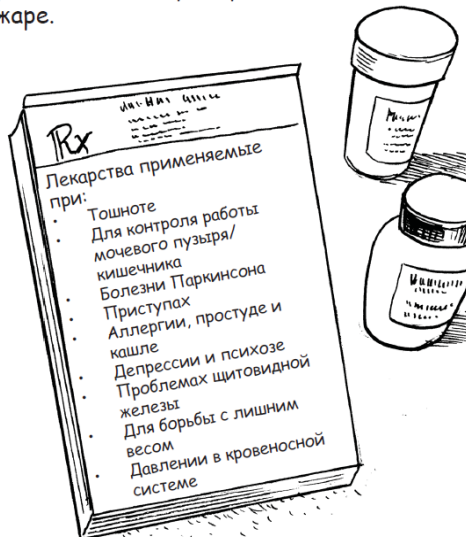 жаре.
Rx
Лекарства применяемые
при:
• Тошноте
• Для контроля работы
мочевого пузыря/
кишечника
• Болезни Паркинсона
• Приступах
• Аллергии, простуде и
кашле
• Депрессии и психозе
• Проблемах щитовидной
железы
• Для борьбы с лишним
весом
• Давлении в кровеносной
системе